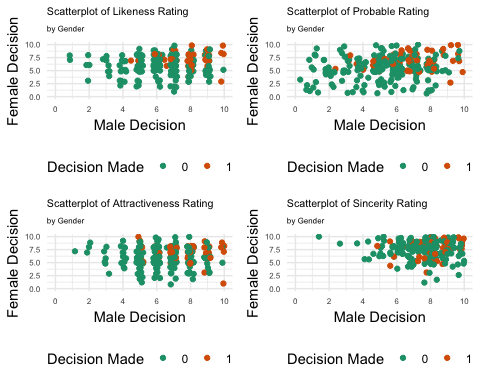 Scatterplot of Likeness Rating
by Gender
Female Decision
10.0
7.5
5.0
2.5
0.0
0 2 4 6 8 10
Male Decision
Decision Made 0 1
Scatterplot of Probable Rating
by Gender
Female Decision
10.0
7.5
5.0
2.5
0.0
0 2 4 6 8 10
Male Decision
Decision Made 0 1
Scatterplot of Attractiveness Rating
by Gender
Female Decision
10.0
7.5
5.0
2.5
0.0
0 2 4 6 8 10
Male Decision
Decision Made 0 1
Scatterplot of Sincerity Rating
by Gender
Female Decision
10.0
7.5
5.0
2.5
0.0
0 2 4 6 8 10
Male Decision
Decision Made 0 1